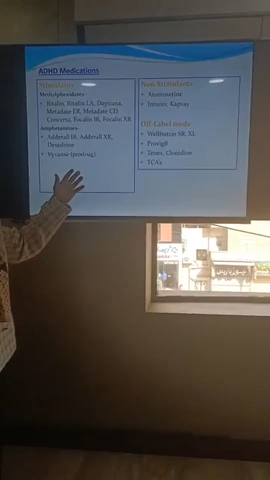 ADHD Medications
Stimulants
Methylphenidates
• Ritalin, Ritalin LA, Daytrana,
Metadate ER, Metadate CD
Concerta, Focalin IR, Focalin XR
Amphetamines-
• Adderall IR, Adderall XR,
Dexedrine
• Vyvanse (prodrug)
Non-Stimulants
• Atomoxetine
• Intuniv, Kapvay
Off-Label meds
• Wellbutrin SR, XL
• Provigil
• Tenex, Clonidine
• TCA's